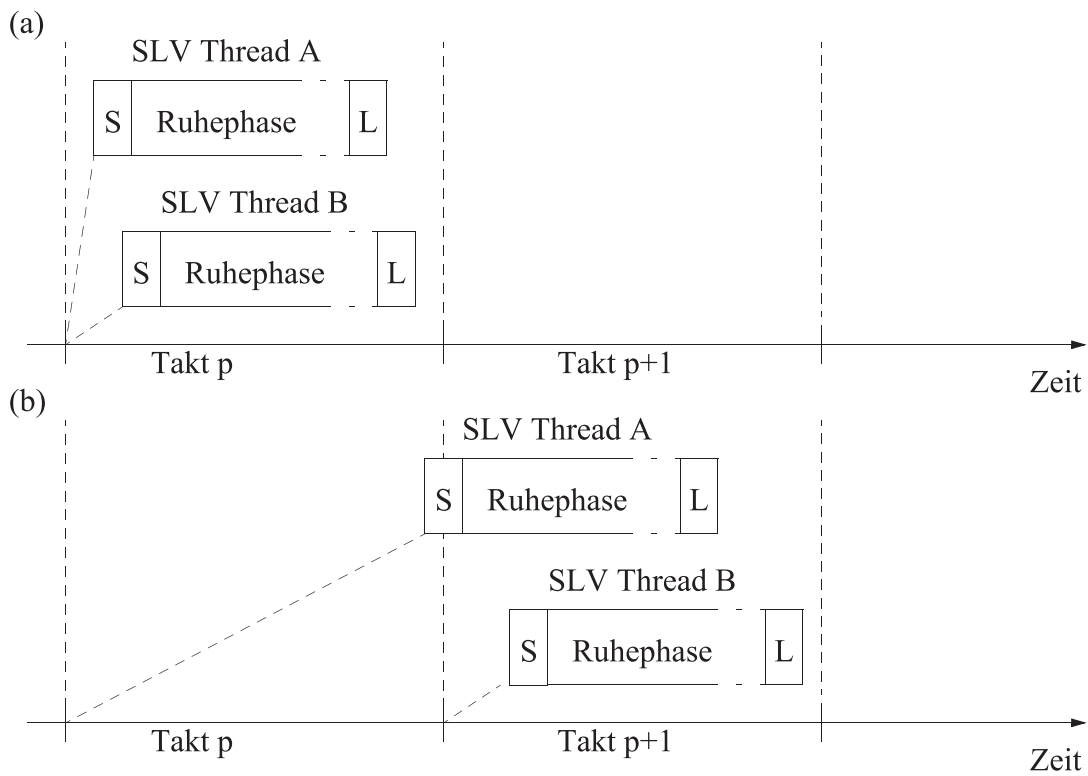 (a)
SLV Thread A
S Ruhephase L
SLV Thread B
S Ruhephase L
Takt p Takt p+1
Zeit
(b)
SLV Thread A
S Ruhephase L
SLV Thread B
S Ruhephase L
Takt p Takt p+1
Zeit